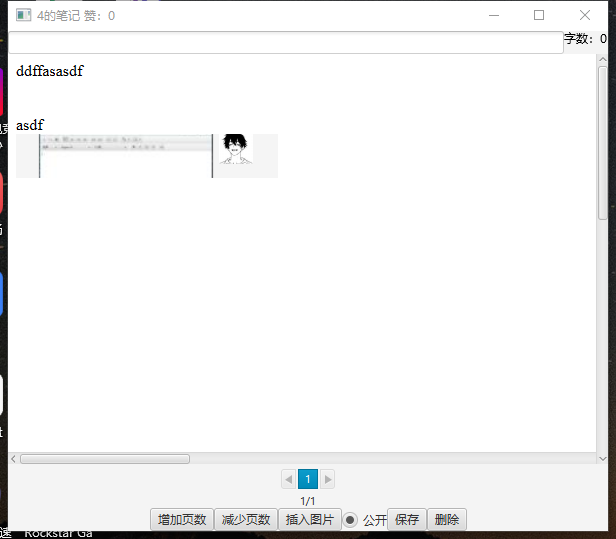 4的笔记 赞：0
字数：0
ddffasasdf
asdf
1
1/1
增加页数 减少页数 插入图片 公开 保存 删除
速 Rockstar Ga